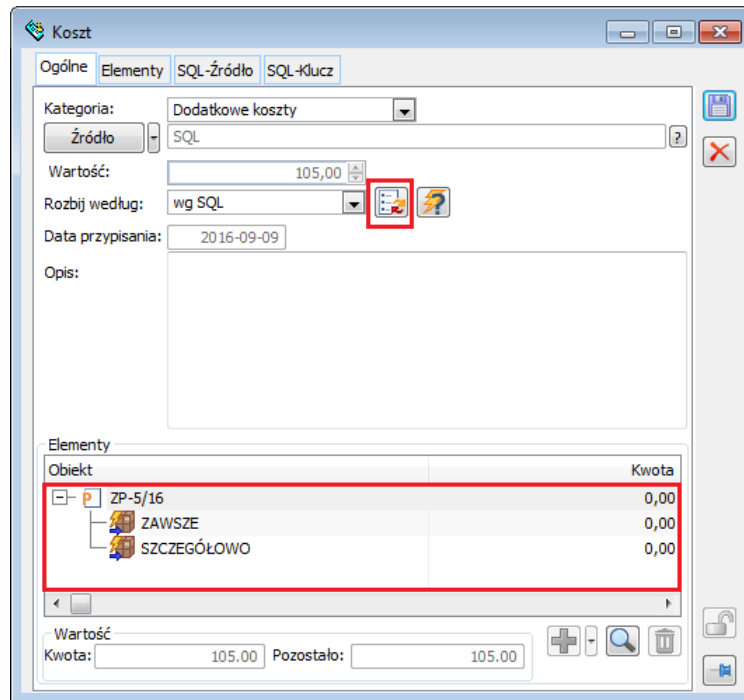 Koszt
Ogólne Elementy SQL-Źródło SQL-Klucz
Kategoria: Dodatkowe koszty
Źródło SQL ?
Wartość: 105,00
Rozbij według: wg SQL
Data przypisania: 2016-09-09
Opis:
Elementy
Obiekt Kwota
P ZP-5/16 0,00
ZAWSZE 0,00
SZCZEGÓŁOWO 0,00
Wartość
Kwota: 105.00 Pozostało: 105.00